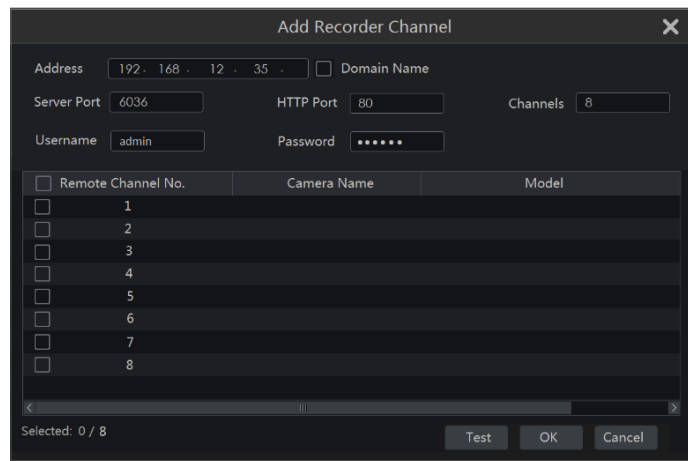 Add Recorder Channel
Address 192 . 168 . 12 . 35 . Domain Name
Server Port 6036 HTTP Port 80 Channels 8
Username admin Password ••••••
Remote Channel No. Camera Name Model
1
2
3
4
5
6
7
8
Selected: 0 / 8
Test OK Cancel